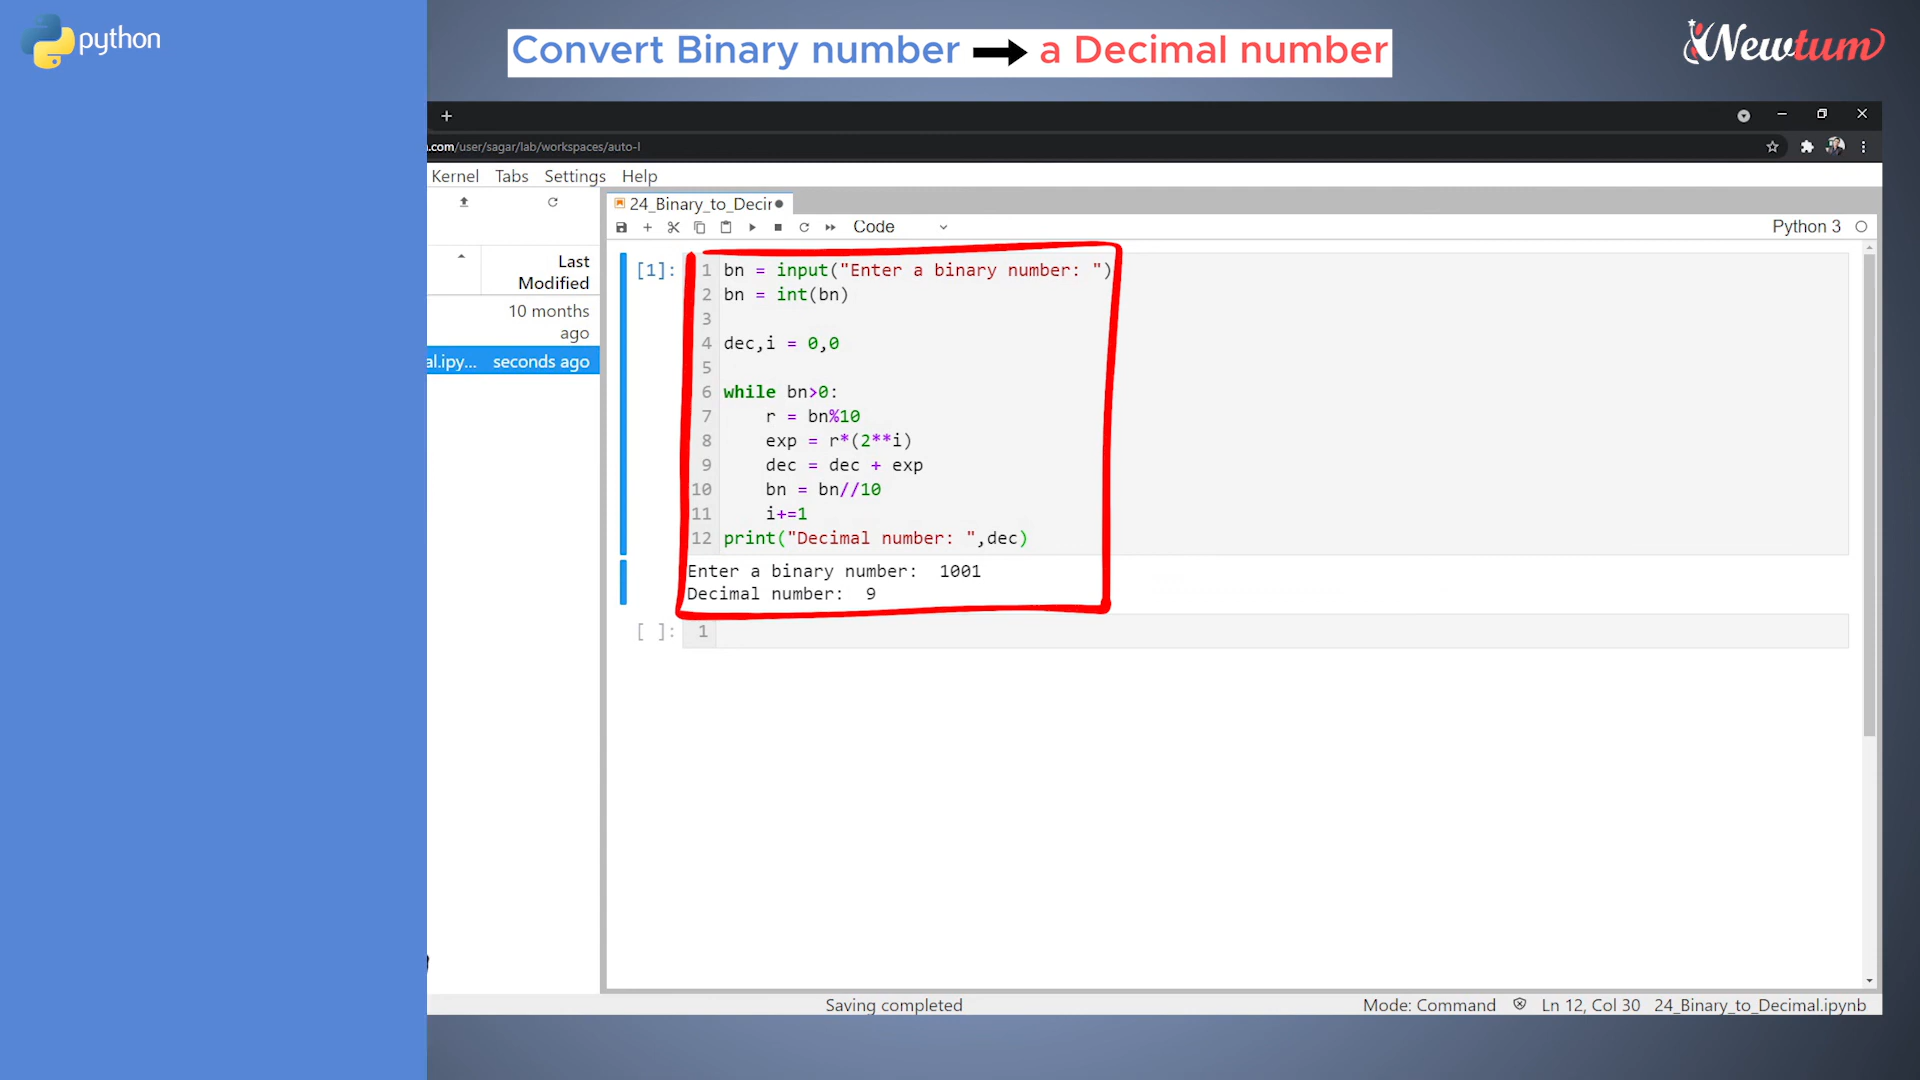 python
Convert Binary number a Decimal number
Newtum
.com/user/sagar/lab/workspaces/auto-l
Kernel Tabs Settings Help
24_Binary_to_Decir
Code
Python 3
Last Modified
10 months ago
al.ipy... seconds ago
[1]:
1 bn = input("Enter a binary number: ")
2 bn = int(bn)
3
4 dec,i = 0,0
5
6 while bn>0:
7 r = bn%10
8 exp = r*(2**i)
9 dec = dec + exp
10 bn = bn//10
11 i+=1
12 print("Decimal number: ",dec)
Enter a binary number: 1001
Decimal number: 9
[ ]: 1
Saving completed
Mode: Command Ln 12, Col 30 24_Binary_to_Decimal.ipynb